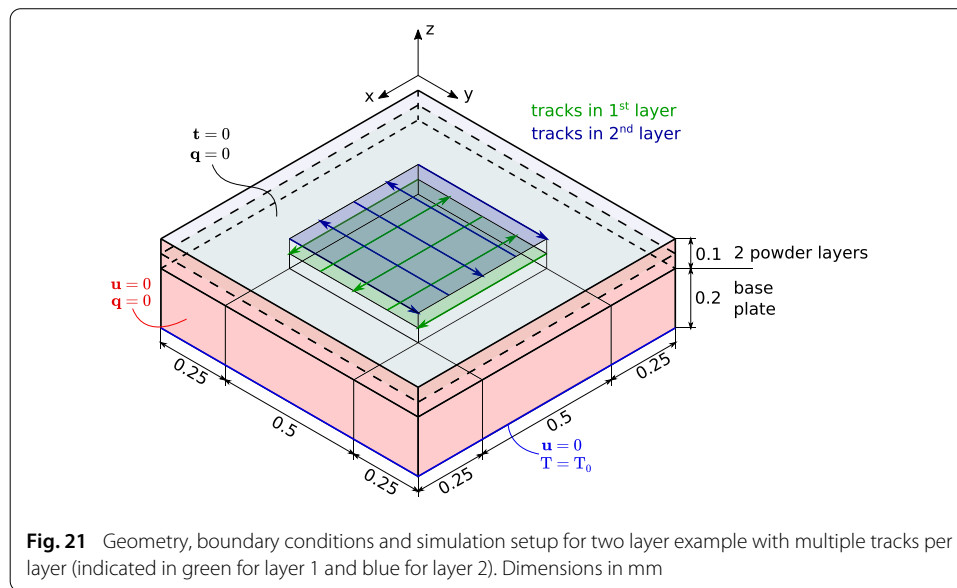 z
x
y
tracks in 1st layer
tracks in 2nd layer
t = 0
q = 0
0.1 2 powder layers
u = 0
q = 0
0.2 base
plate
0.25
0.25
0.5
0.5
u = 0
T = T₀
0.25
0.25
Fig. 21 Geometry, boundary conditions and simulation setup for two layer example with multiple tracks per
layer (indicated in green for layer 1 and blue for layer 2). Dimensions in mm